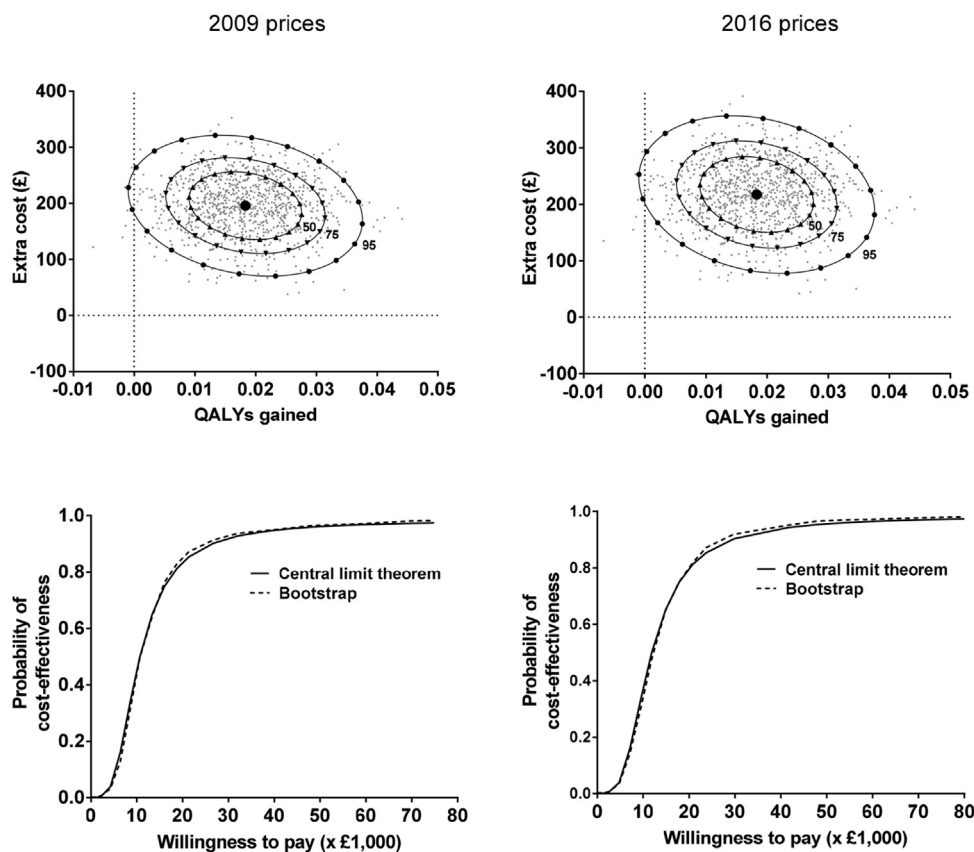 2009 prices
2016 prices
400
300
200
100
0
-100
Extra cost (£)
50
75
95
-0.01 0.00 0.01 0.02 0.03 0.04 0.05
QALYs gained
400
300
200
100
0
-100
Extra cost (£)
50
75
95
-0.01 0.00 0.01 0.02 0.03 0.04 0.05
QALYs gained
1.0
0.8
0.6
0.4
0.2
0.0
Probability of
cost-effectiveness
Central limit theorem
Bootstrap
0 10 20 30 40 50 60 70 80
Willingness to pay (x £1,000)
1.0
0.8
0.6
0.4
0.2
0.0
Probability of
cost-effectiveness
Central limit theorem
Bootstrap
0 10 20 30 40 50 60 70 80
Willingness to pay (x £1,000)